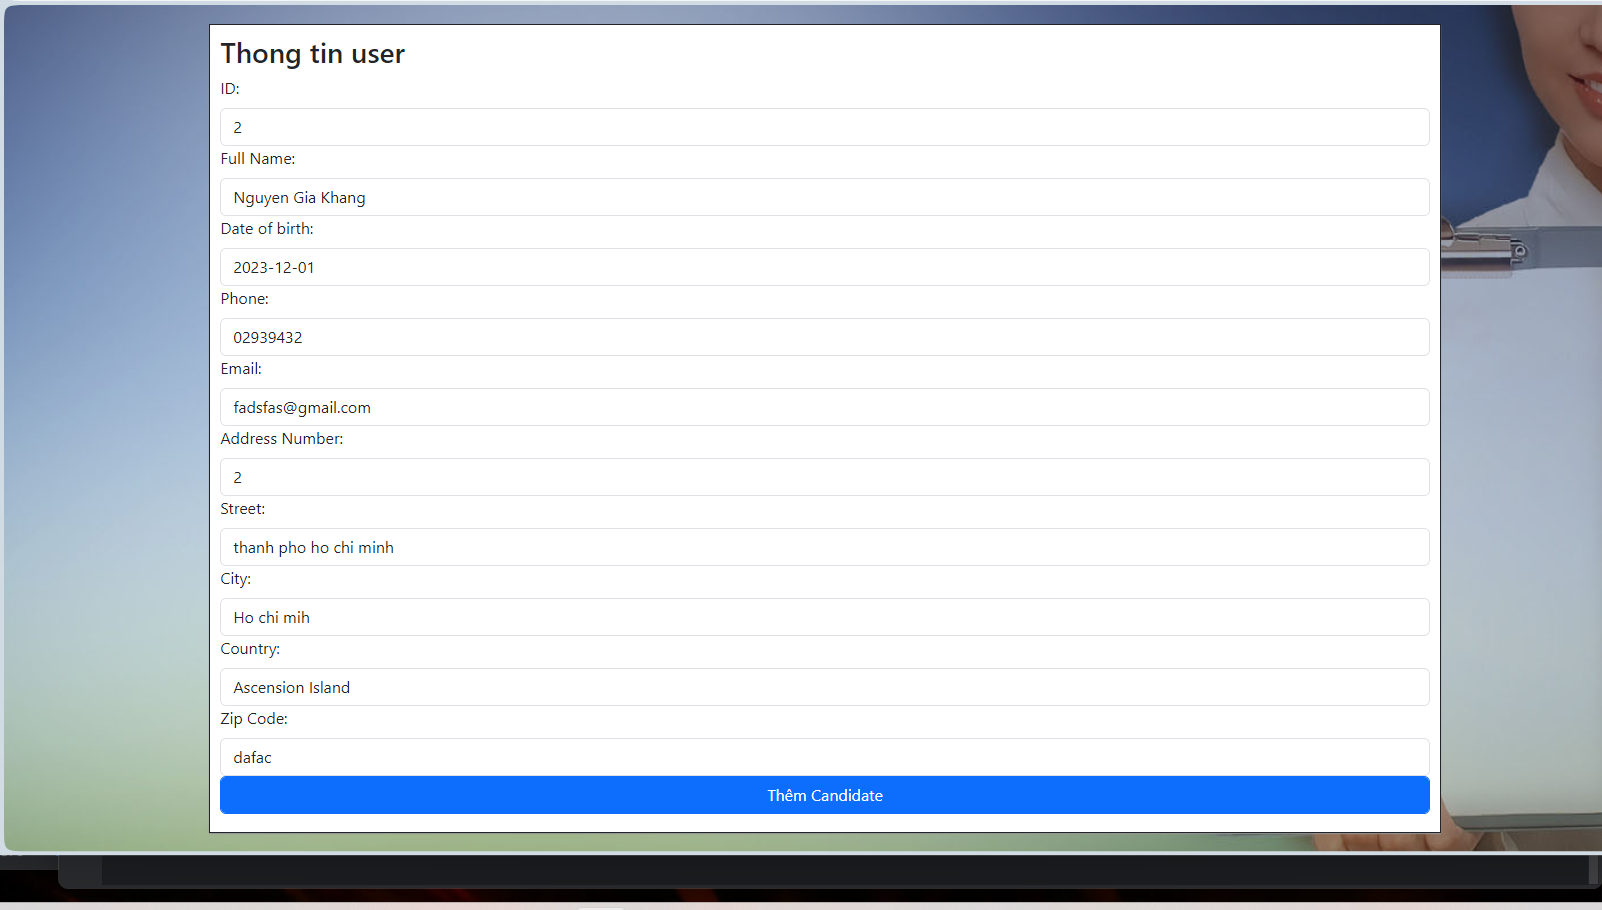 Thong tin user
ID:
2
Full Name:
Nguyen Gia Khang
Date of birth:
2023-12-01
Phone:
02939432
Email:
fadsfas@gmail.com
Address Number:
2
Street:
thanh pho ho chi minh
City:
Ho chi mih
Country:
Ascension Island
Zip Code:
dafac
Thêm Candidate